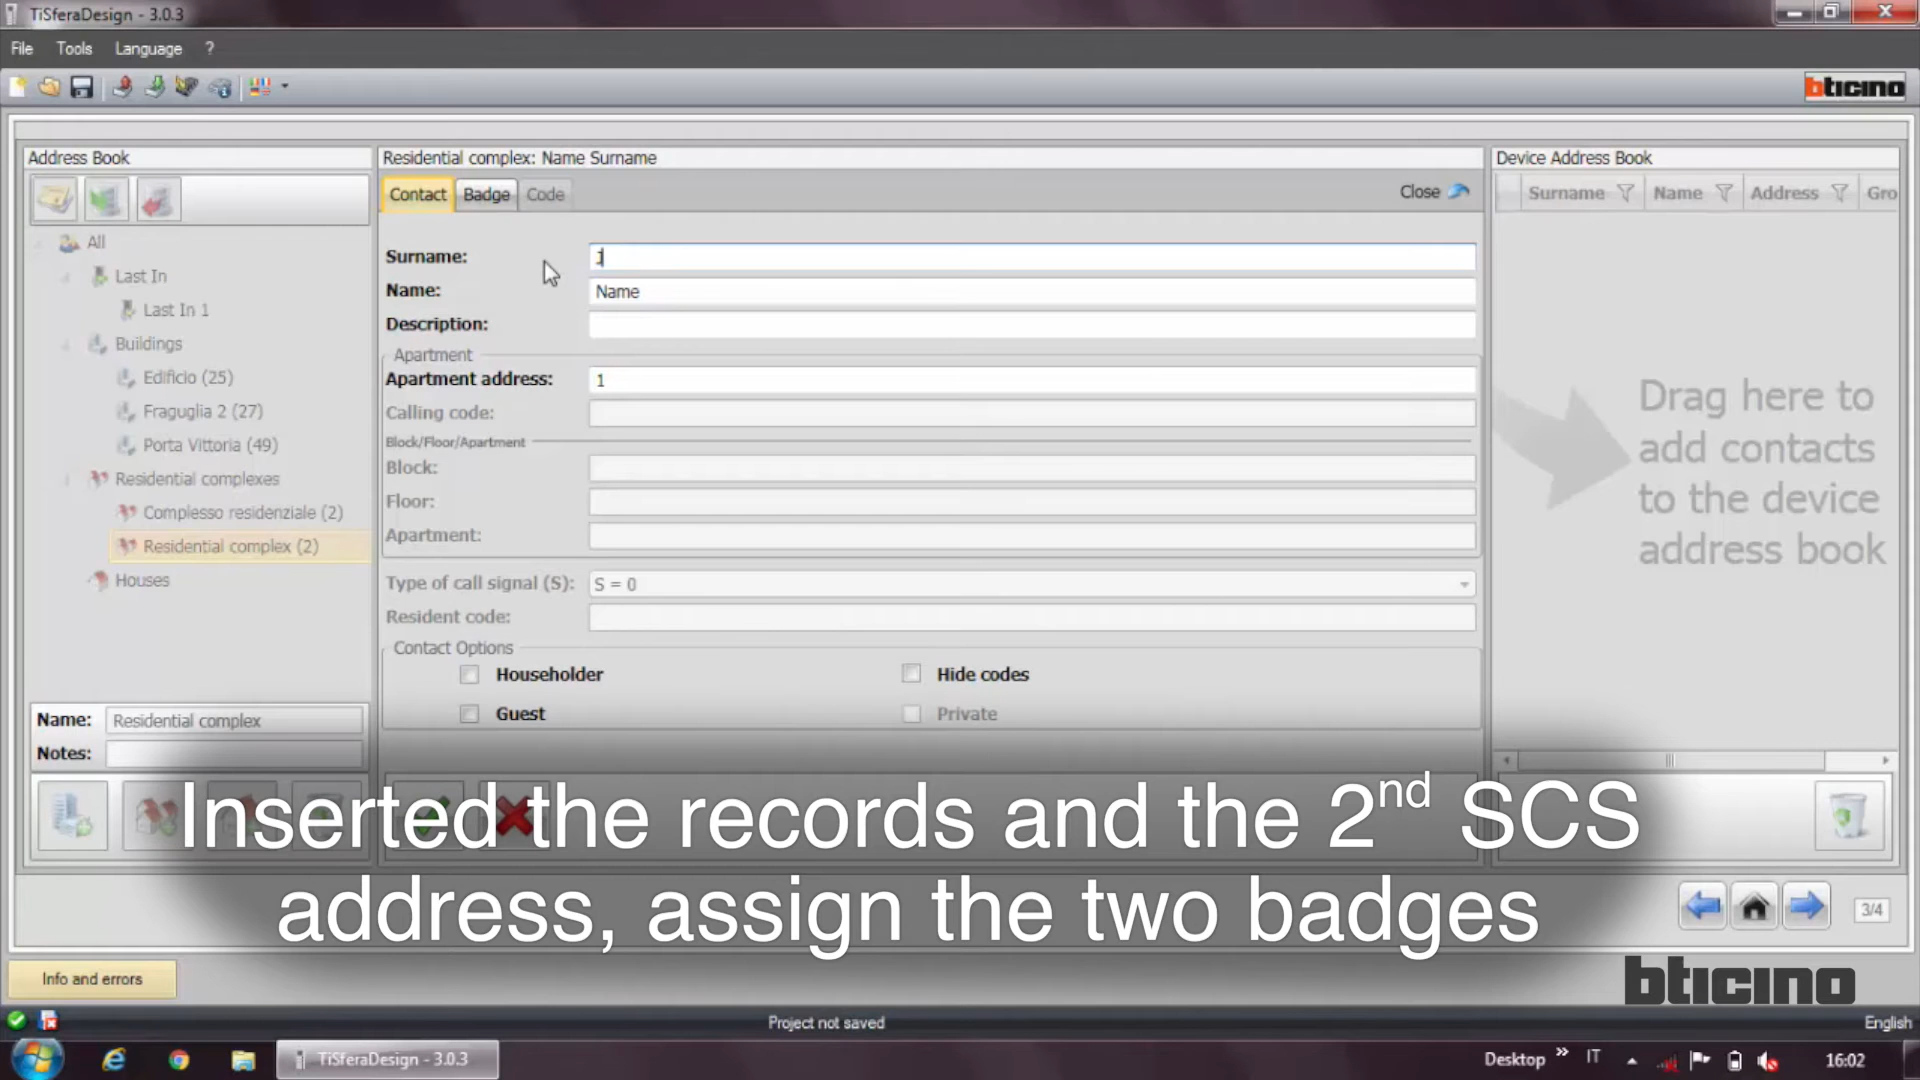 TiSferaDesign - 3.0.3
File Tools Language ?
bticino
Address Book
Residential complex: Name Surname
Device Address Book
Contact Badge Code
Close
Surname Name Address Gro
All
Last In
Last In 1
Buildings
Edificio (25)
Fraguglia 2 (27)
Porta Vittoria (49)
Residential complexes
Complesso residenziale (2)
Residential complex (2)
Houses
Surname: 1
Name: Name
Description:
Apartment
Apartment address: 1
Calling code:
Block/Floor/Apartment
Block:
Floor:
Apartment:
Type of call signal (S): S = 0
Resident code:
Contact Options
Householder Hide codes
Guest Private
Drag here to
add contacts
to the device
address book
Name: Residential complex
Notes:
Inserted the records and the 2nd SCS
address, assign the two badges
3/4
Info and errors
bticino
Project not saved
English
TiSferaDesign - 3.0.3
Desktop » IT 16:02